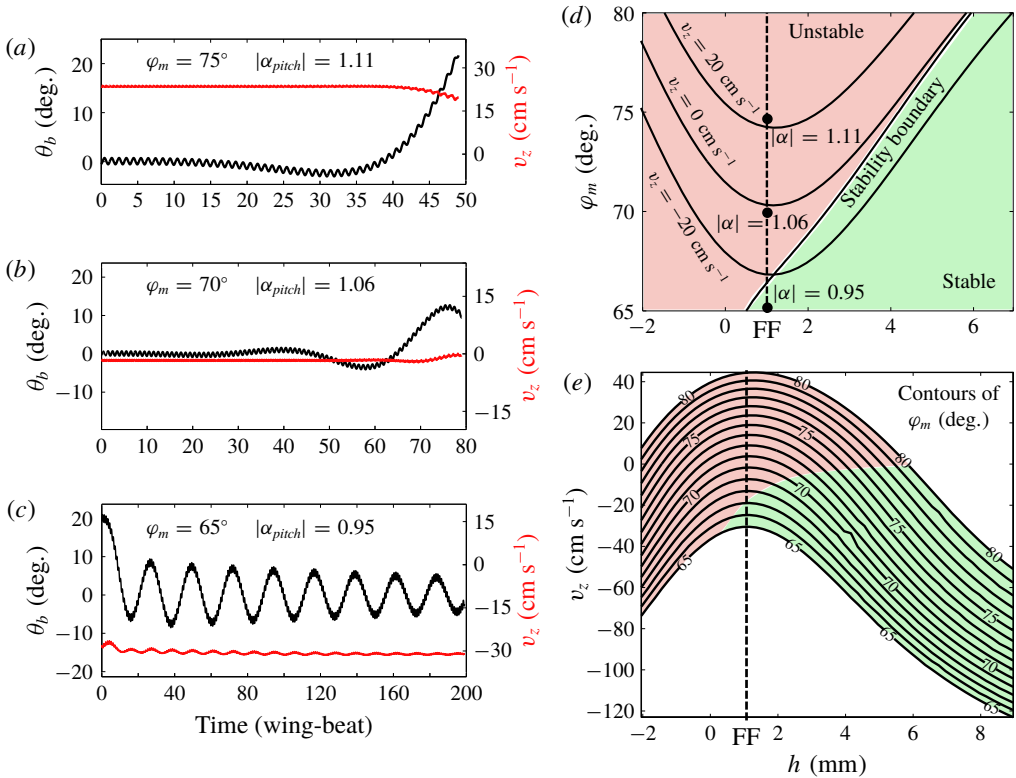 (a)
φm = 75° |αpitch| = 1.11
θb (deg.)
20
10
0
30
15
0
vz (cm s−1)
0 5 10 15 20 25 30 35 40 45 50
(b)
φm = 70° |αpitch| = 1.06
θb (deg.)
20
10
0
−10
15
0
−15
vz (cm s−1)
0 10 20 30 40 50 60 70 80
(c)
φm = 65° |αpitch| = 0.95
θb (deg.)
20
10
0
−10
−20
15
0
−15
−30
vz (cm s−1)
0 40 80 120 160 200
Time (wing-beat)
(d)
φm (deg.)
80
75
70
65
Unstable
vz = 20 cm s−1
vz = 0 cm s−1
vz = −20 cm s−1
|α| = 1.11
|α| = 1.06
|α| = 0.95
Stability boundary
Stable
−2 0 FF 2 4 6
(e)
vz (cm s−1)
40
20
0
−20
−40
−60
−80
−100
−120
Contours of
φm (deg.)
80 80
75 75
80
70
75
65 65
70
80
65
75
70
65
−2 0 FF 2 4 6 8
h (mm)